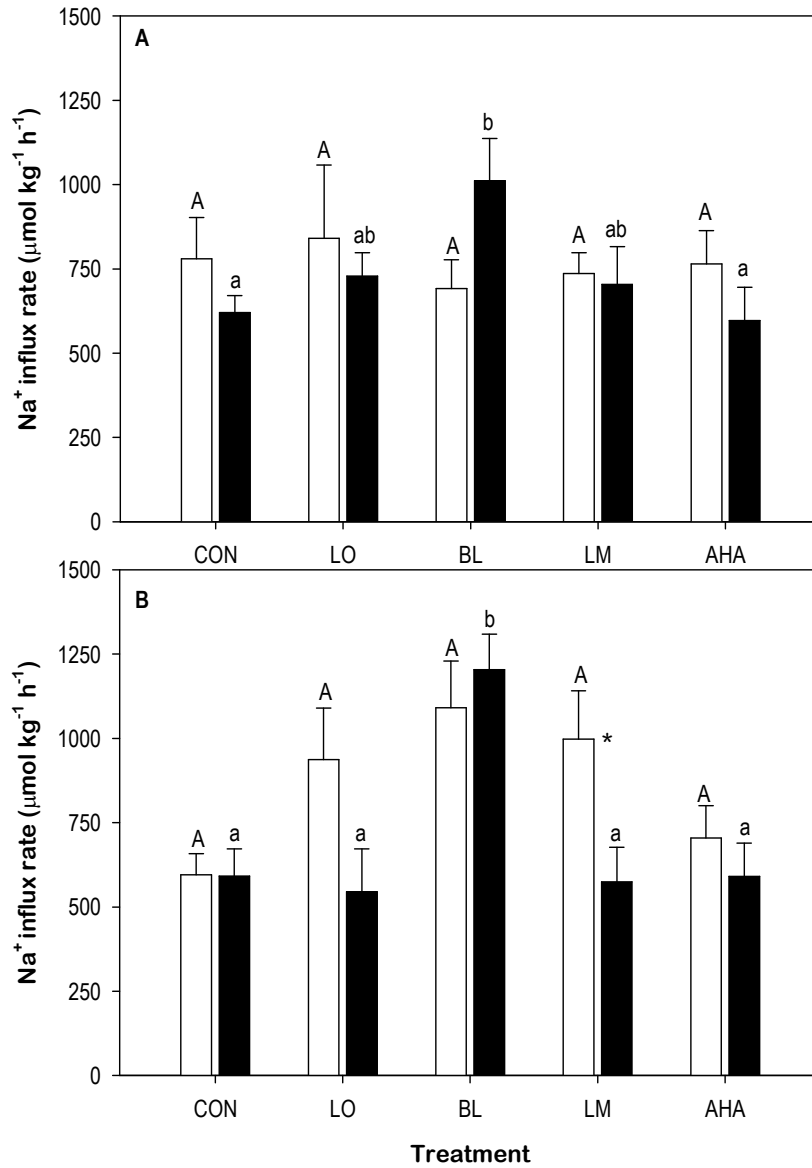 A
Na⁺ influx rate (μmol kg⁻¹ h⁻¹)
1500
1250
1000
750
500
250
0
A a
A ab
A b
A ab
A a
CON LO BL LM AHA
B
Na⁺ influx rate (μmol kg⁻¹ h⁻¹)
1500
1250
1000
750
500
250
0
A a
A a
A b
A * a
A a
CON LO BL LM AHA
Treatment